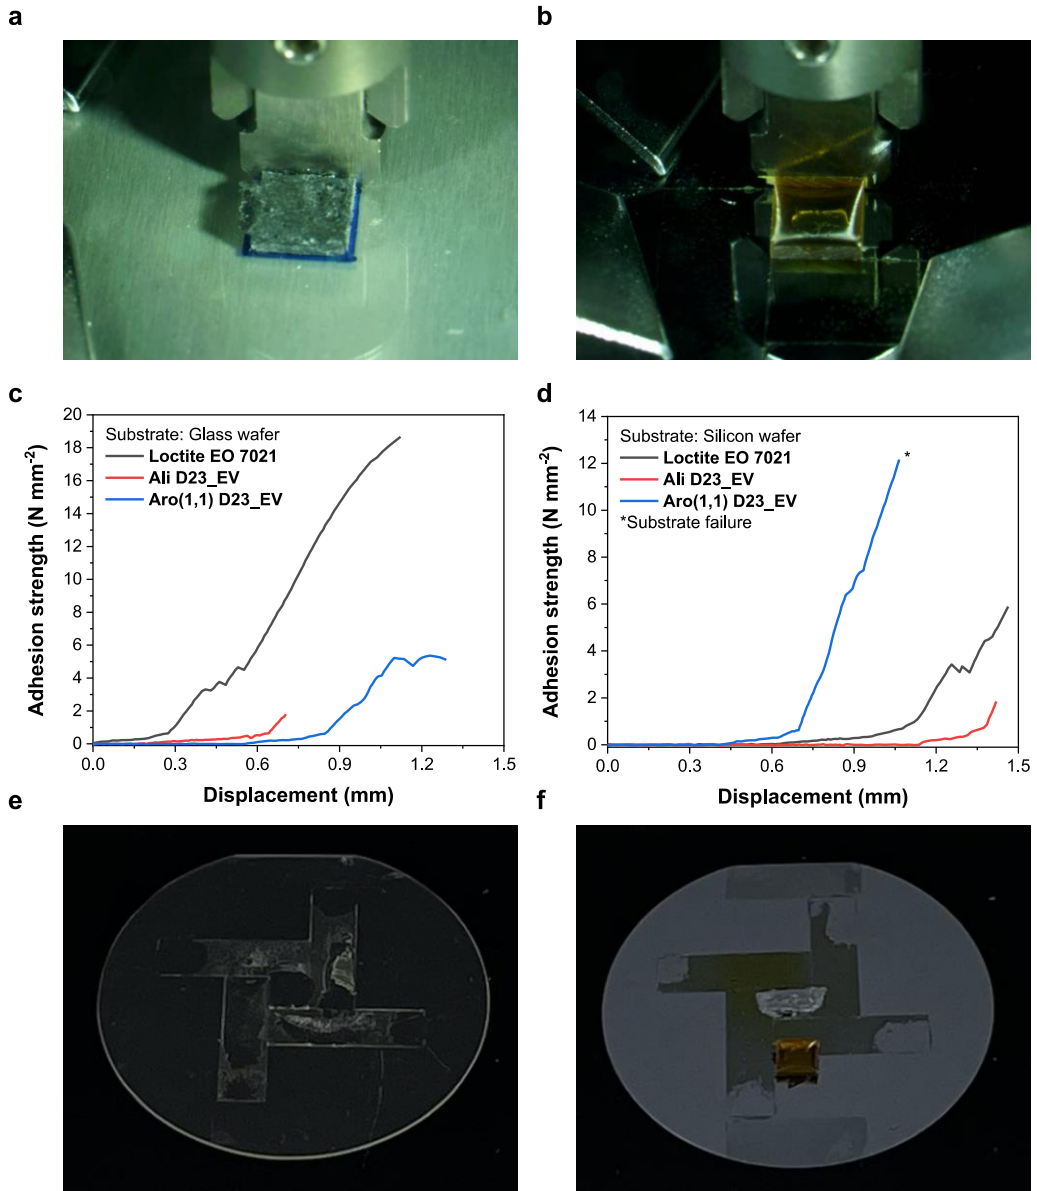 a
b
c
20
18
16
14
12
10
8
6
4
2
0
Adhesion strength (N mm-2)
Substrate: Glass wafer
Loctite EO 7021
Ali D23_EV
Aro(1,1) D23_EV
0.0 0.3 0.6 0.9 1.2 1.5
Displacement (mm)
d
14
12
10
8
6
4
2
0
Adhesion strength (N mm-2)
Substrate: Silicon wafer
Loctite EO 7021
Ali D23_EV
Aro(1,1) D23_EV
*Substrate failure
*
0.0 0.3 0.6 0.9 1.2 1.5
Displacement (mm)
e
f